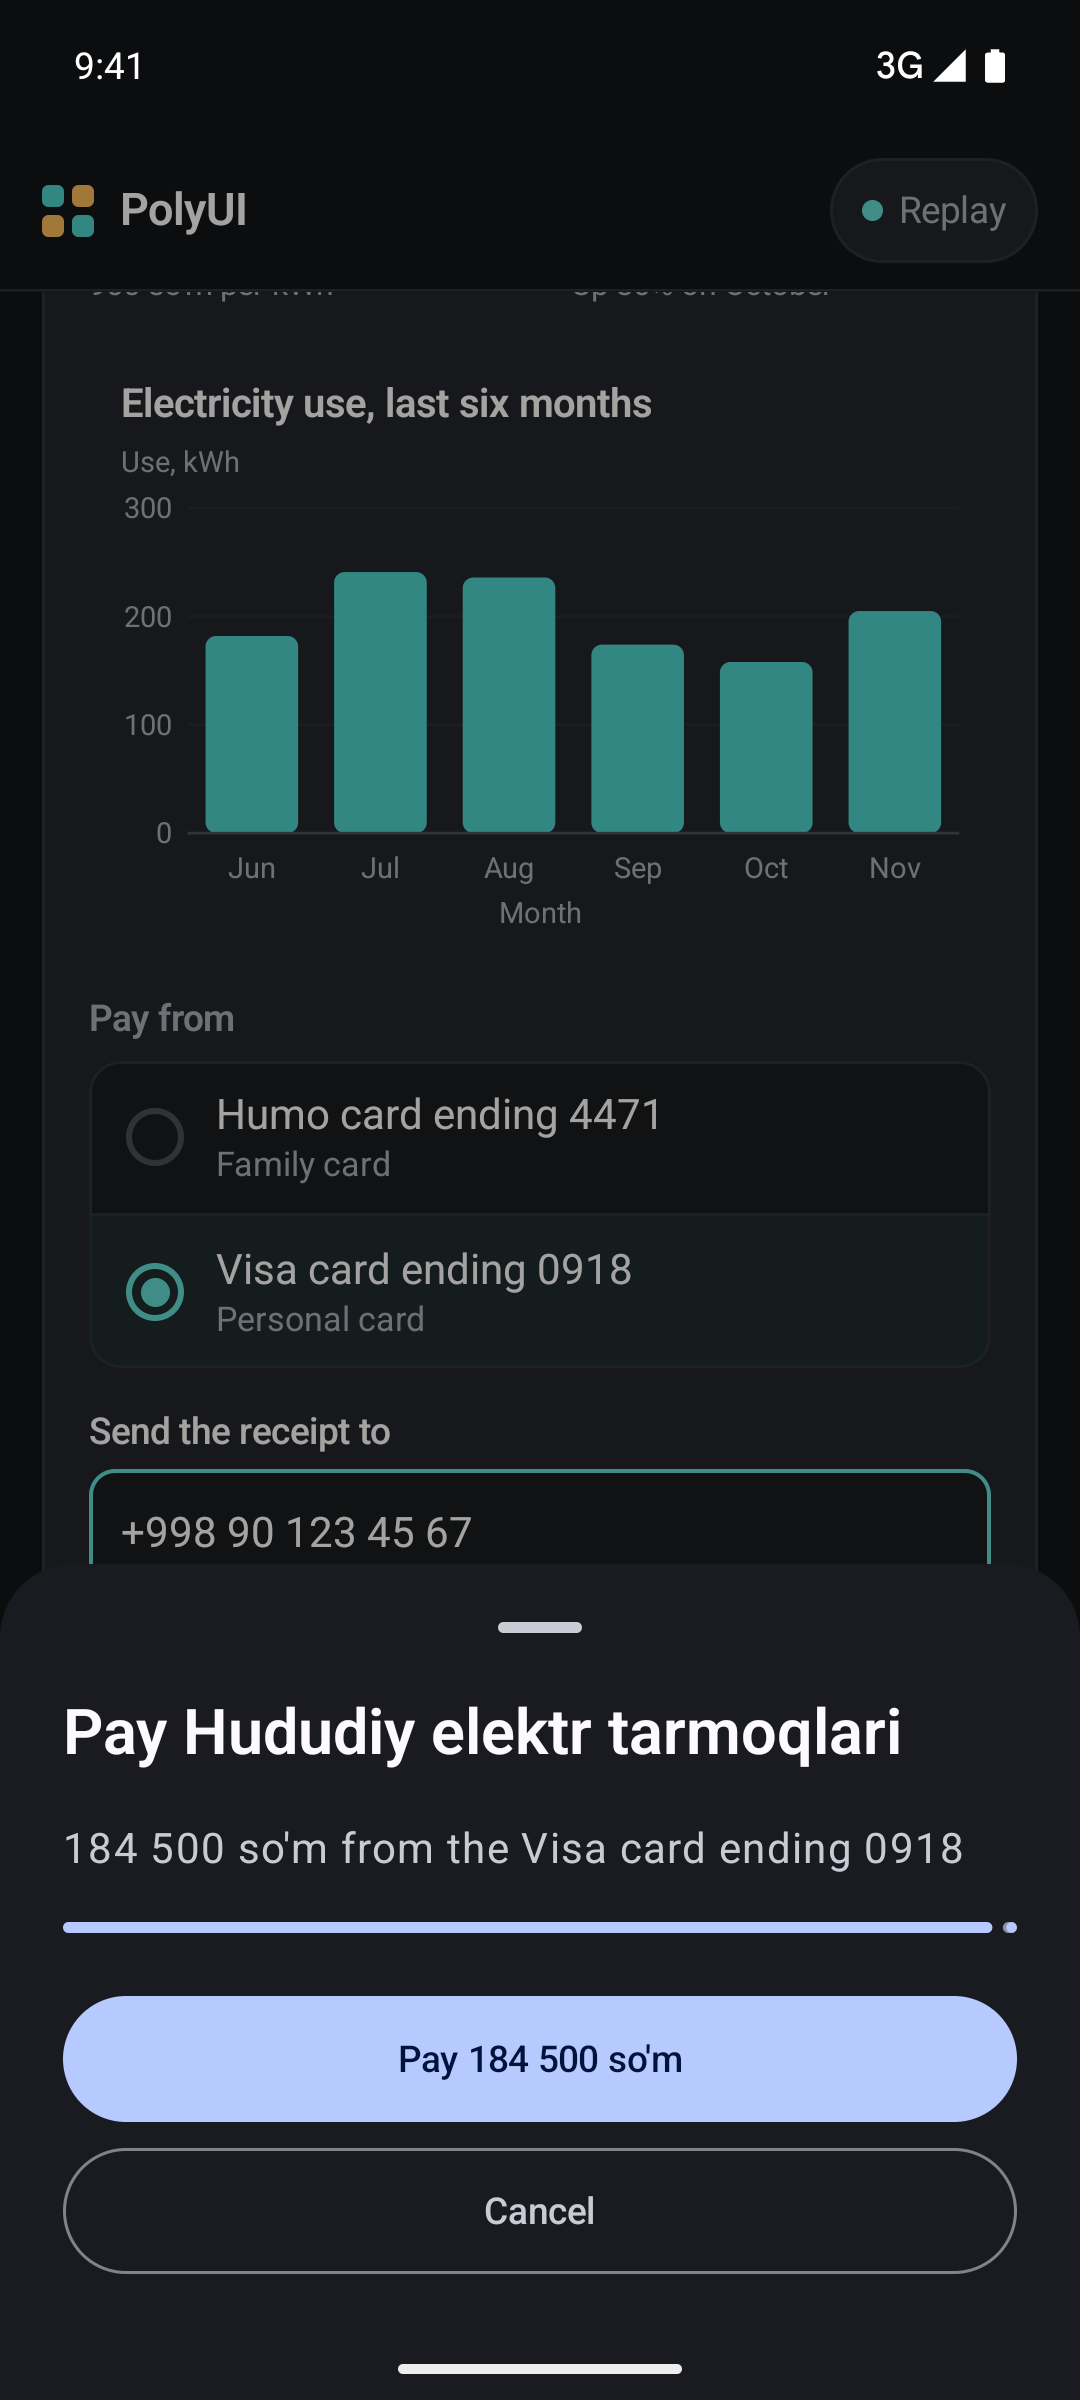 9:41
3G
PolyUI
Replay
Electricity use, last six months
Use, kWh
300
200
100
0
Jun Jul Aug Sep Oct Nov
Month
Pay from
Humo card ending 4471
Family card
Visa card ending 0918
Personal card
Send the receipt to
+998 90 123 45 67
Pay Hududiy elektr tarmoqlari
184 500 so'm from the Visa card ending 0918
Pay 184 500 so'm
Cancel